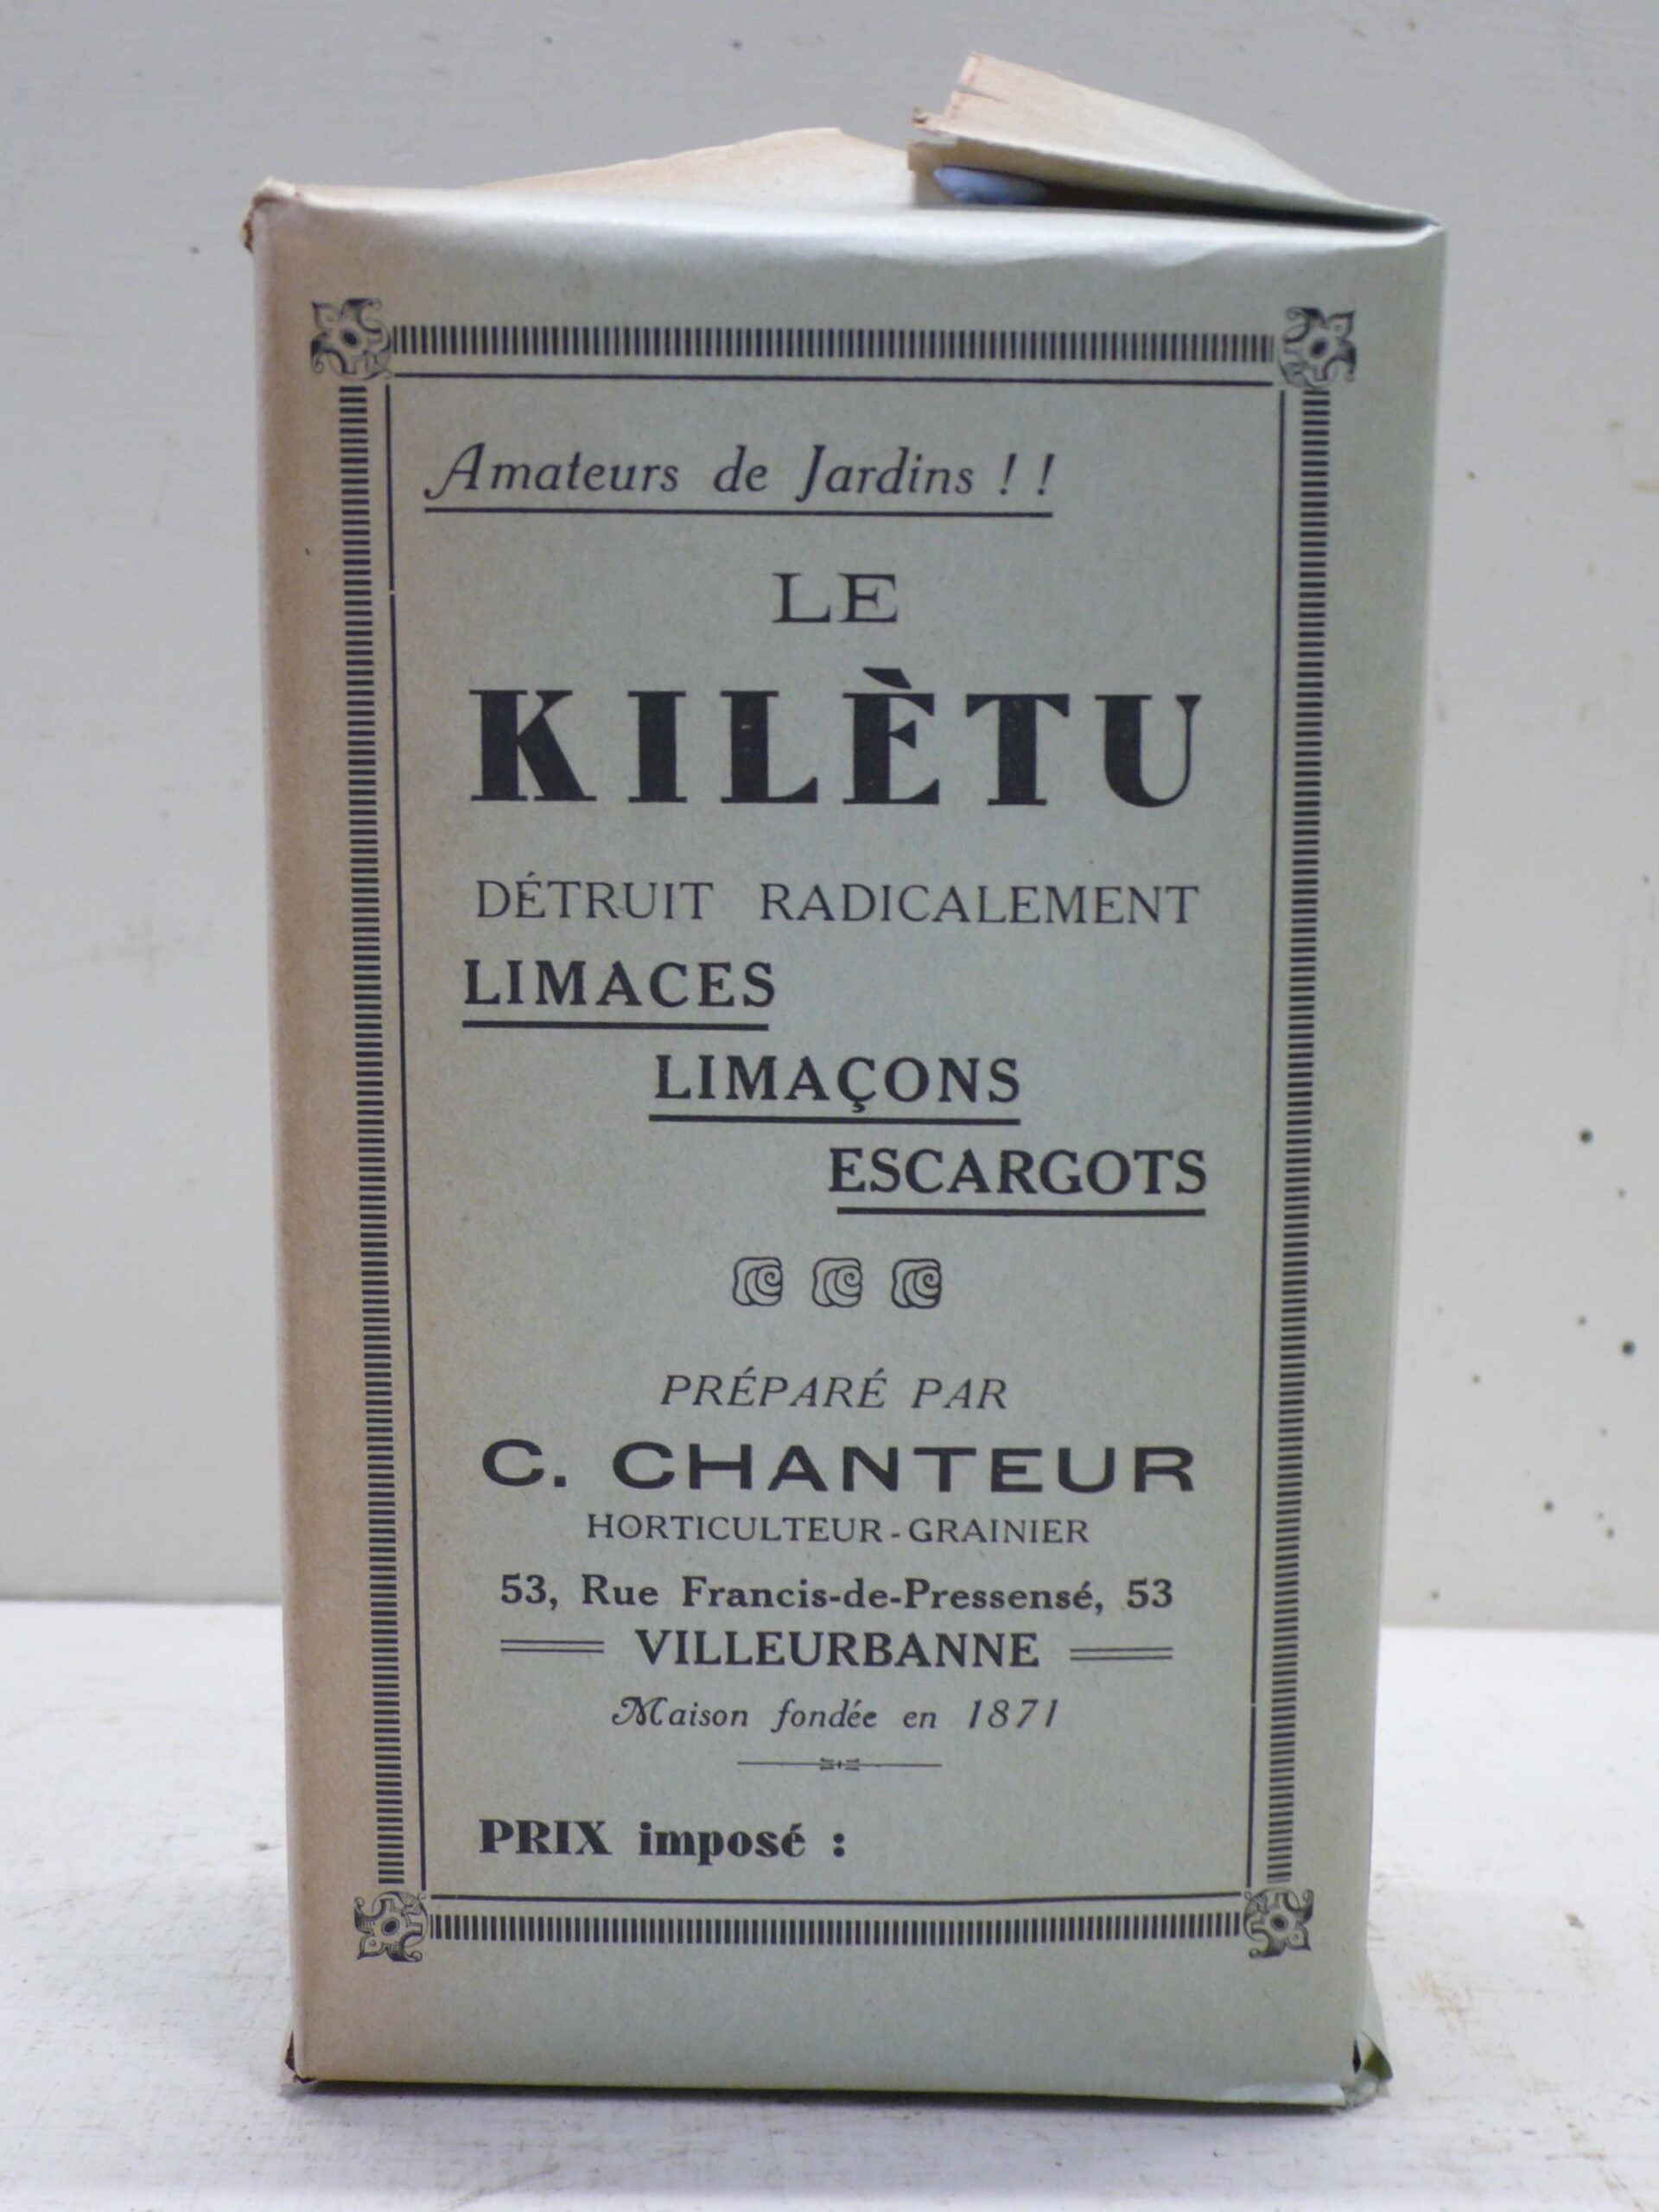 Amateurs de Jardins ! !
LE
KILÈTU
DÉTRUIT RADICALEMENT
LIMACES
LIMAÇONS
ESCARGOTS
PRÉPARÉ PAR
C. CHANTEUR
HORTICULTEUR - GRAINIER
53, Rue Francis-de-Pressensé, 53
VILLEURBANNE
Maison fondée en 1871
PRIX imposé :